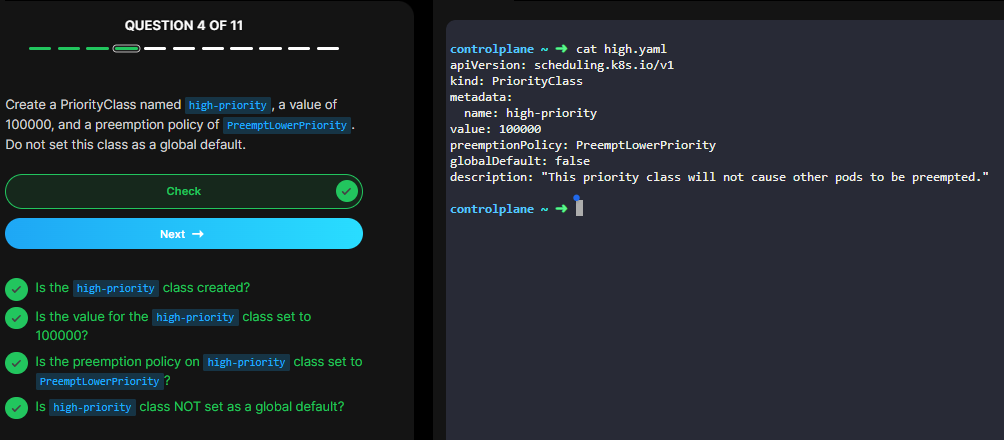 QUESTION 4 OF 11
Create a PriorityClass named high-priority, a value of
100000, and a preemption policy of PreemptLowerPriority.
Do not set this class as a global default.
Check
Next →
Is the high-priority class created?
Is the value for the high-priority class set to
100000?
Is the preemption policy on high-priority class set to
PreemptLowerPriority?
Is high-priority class NOT set as a global default?
controlplane ~ ➜ cat high.yaml
apiVersion: scheduling.k8s.io/v1
kind: PriorityClass
metadata:
  name: high-priority
value: 100000
preemptionPolicy: PreemptLowerPriority
globalDefault: false
description: "This priority class will not cause other pods to be preempted."
controlplane ~ ➜